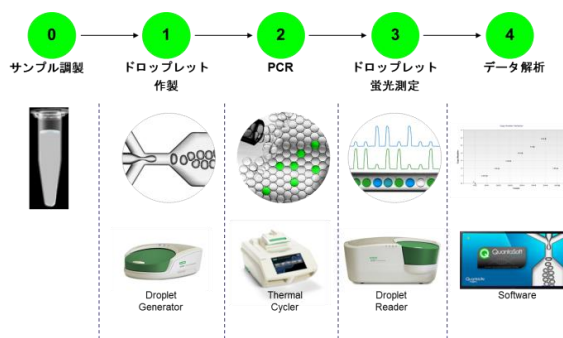 0
1
2
3
4
サンプル調製
ドロップレット
作製
PCR
ドロップレット
蛍光測定
データ解析
Droplet
Generator
Thermal
Cycler
Droplet
Reader
QuantaSoft
Software